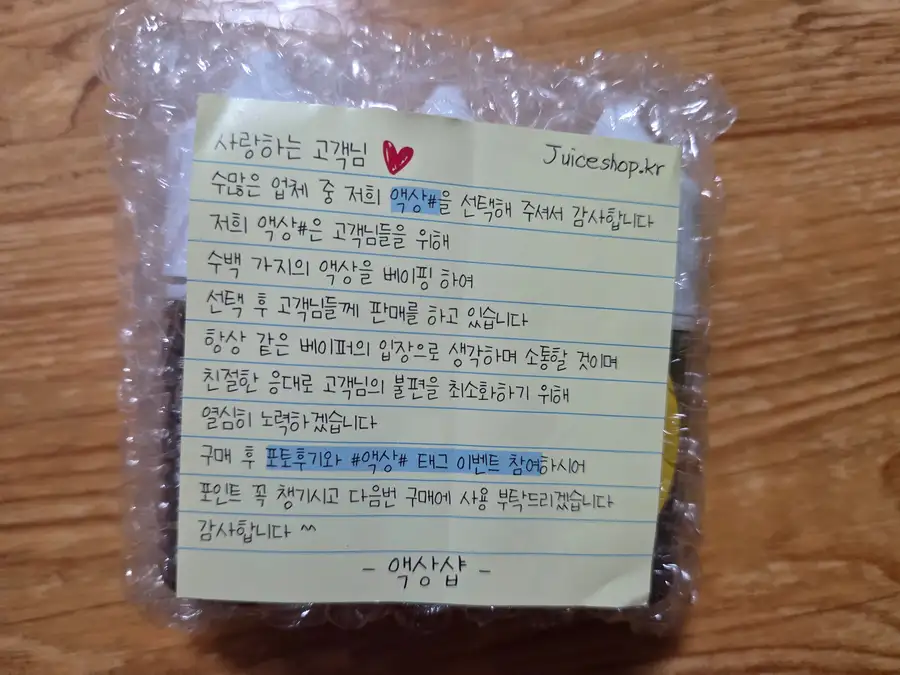 사랑하는 고객님
Juiceshop.kr
수많은 업체 중 저희 액상#을 선택해 주셔서 감사합니다
저희 액상#은 고객님들을 위해
수백 가지의 액상을 베이핑 하여
선택 후 고객님들께 판매를 하고 있습니다
항상 같은 베이퍼의 입장으로 생각하며 소통할 것이며
친절한 응대로 고객님의 불편을 최소화하기 위해
열심히 노력하겠습니다
구매 후 포토후기와 #액상# 태그 이벤트 참여하시어
포인트 꼭 챙기시고 다음번 구매에 사용 부탁드리겠습니다
감사합니다 ^^
- 액상샵 -